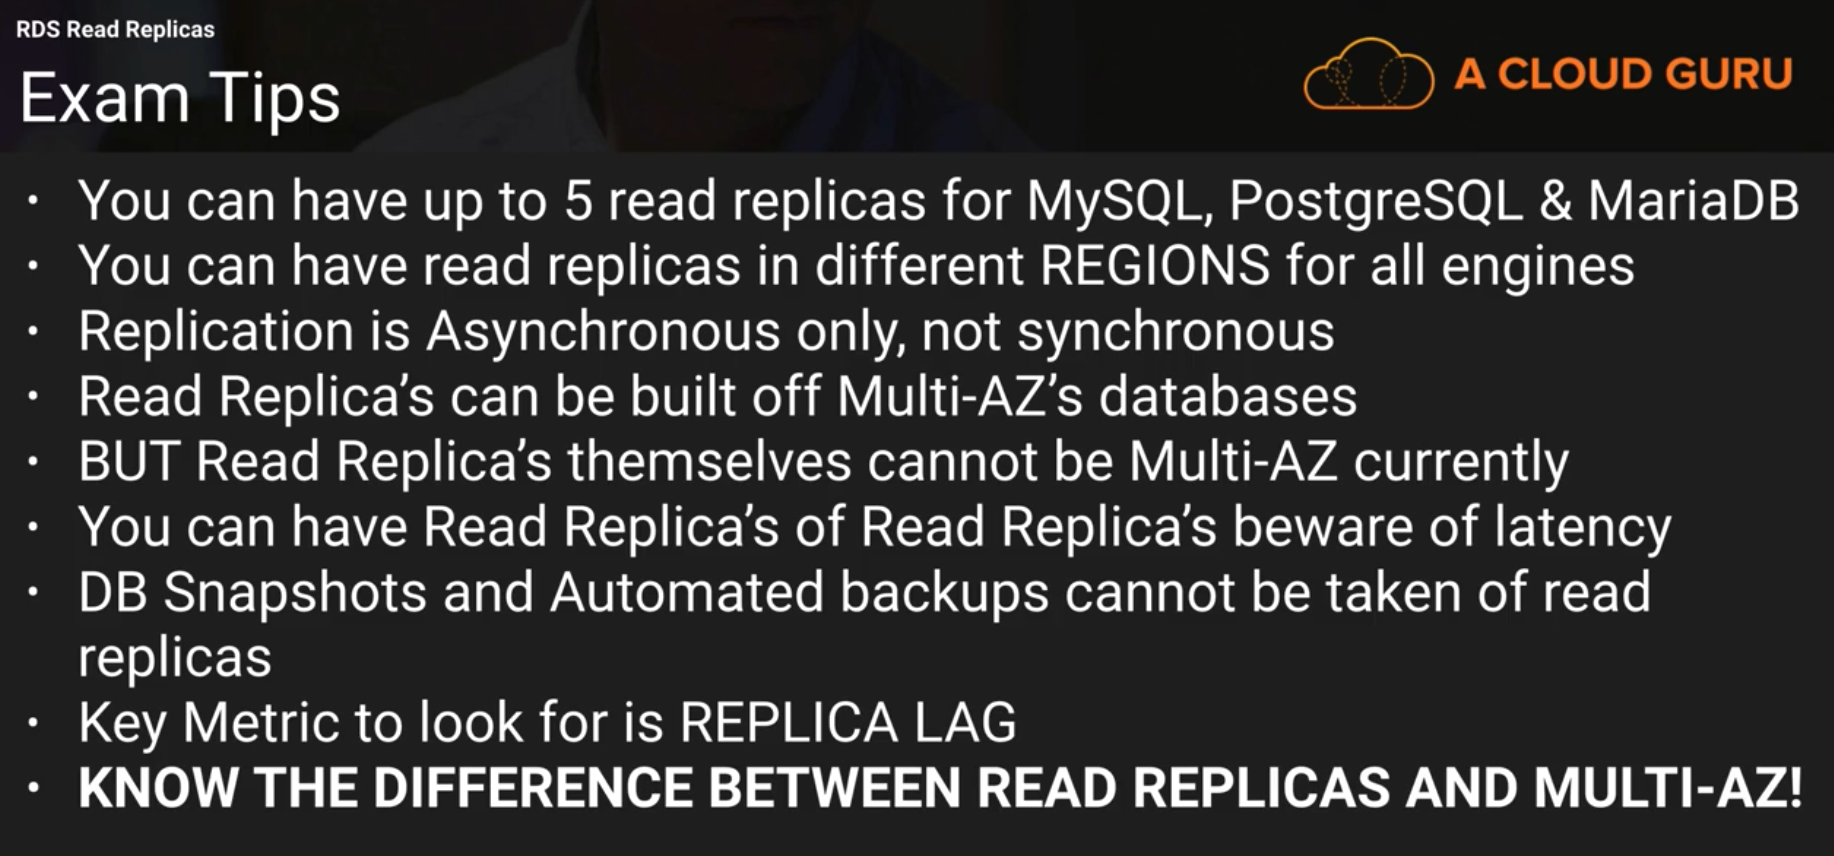 RDS Read Replicas
Exam Tips
A CLOUD GURU
• You can have up to 5 read replicas for MySQL, PostgreSQL & MariaDB
• You can have read replicas in different REGIONS for all engines
• Replication is Asynchronous only, not synchronous
• Read Replica’s can be built off Multi-AZ’s databases
• BUT Read Replica’s themselves cannot be Multi-AZ currently
• You can have Read Replica’s of Read Replica’s beware of latency
• DB Snapshots and Automated backups cannot be taken of read
replicas
• Key Metric to look for is REPLICA LAG
• KNOW THE DIFFERENCE BETWEEN READ REPLICAS AND MULTI-AZ!